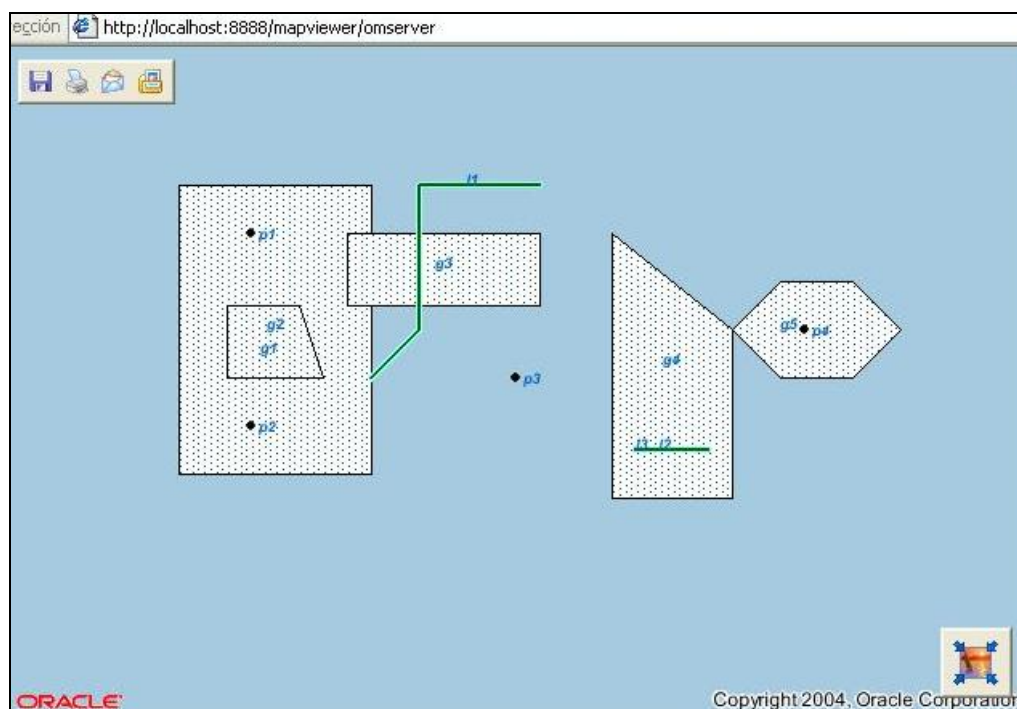 ección http://localhost:8888/mapviewer/omserver
l1
p1
g3
g2
g1
g5 p4
g4
p3
p2
l3 l2
ORACLE
Copyright 2004, Oracle Corporation